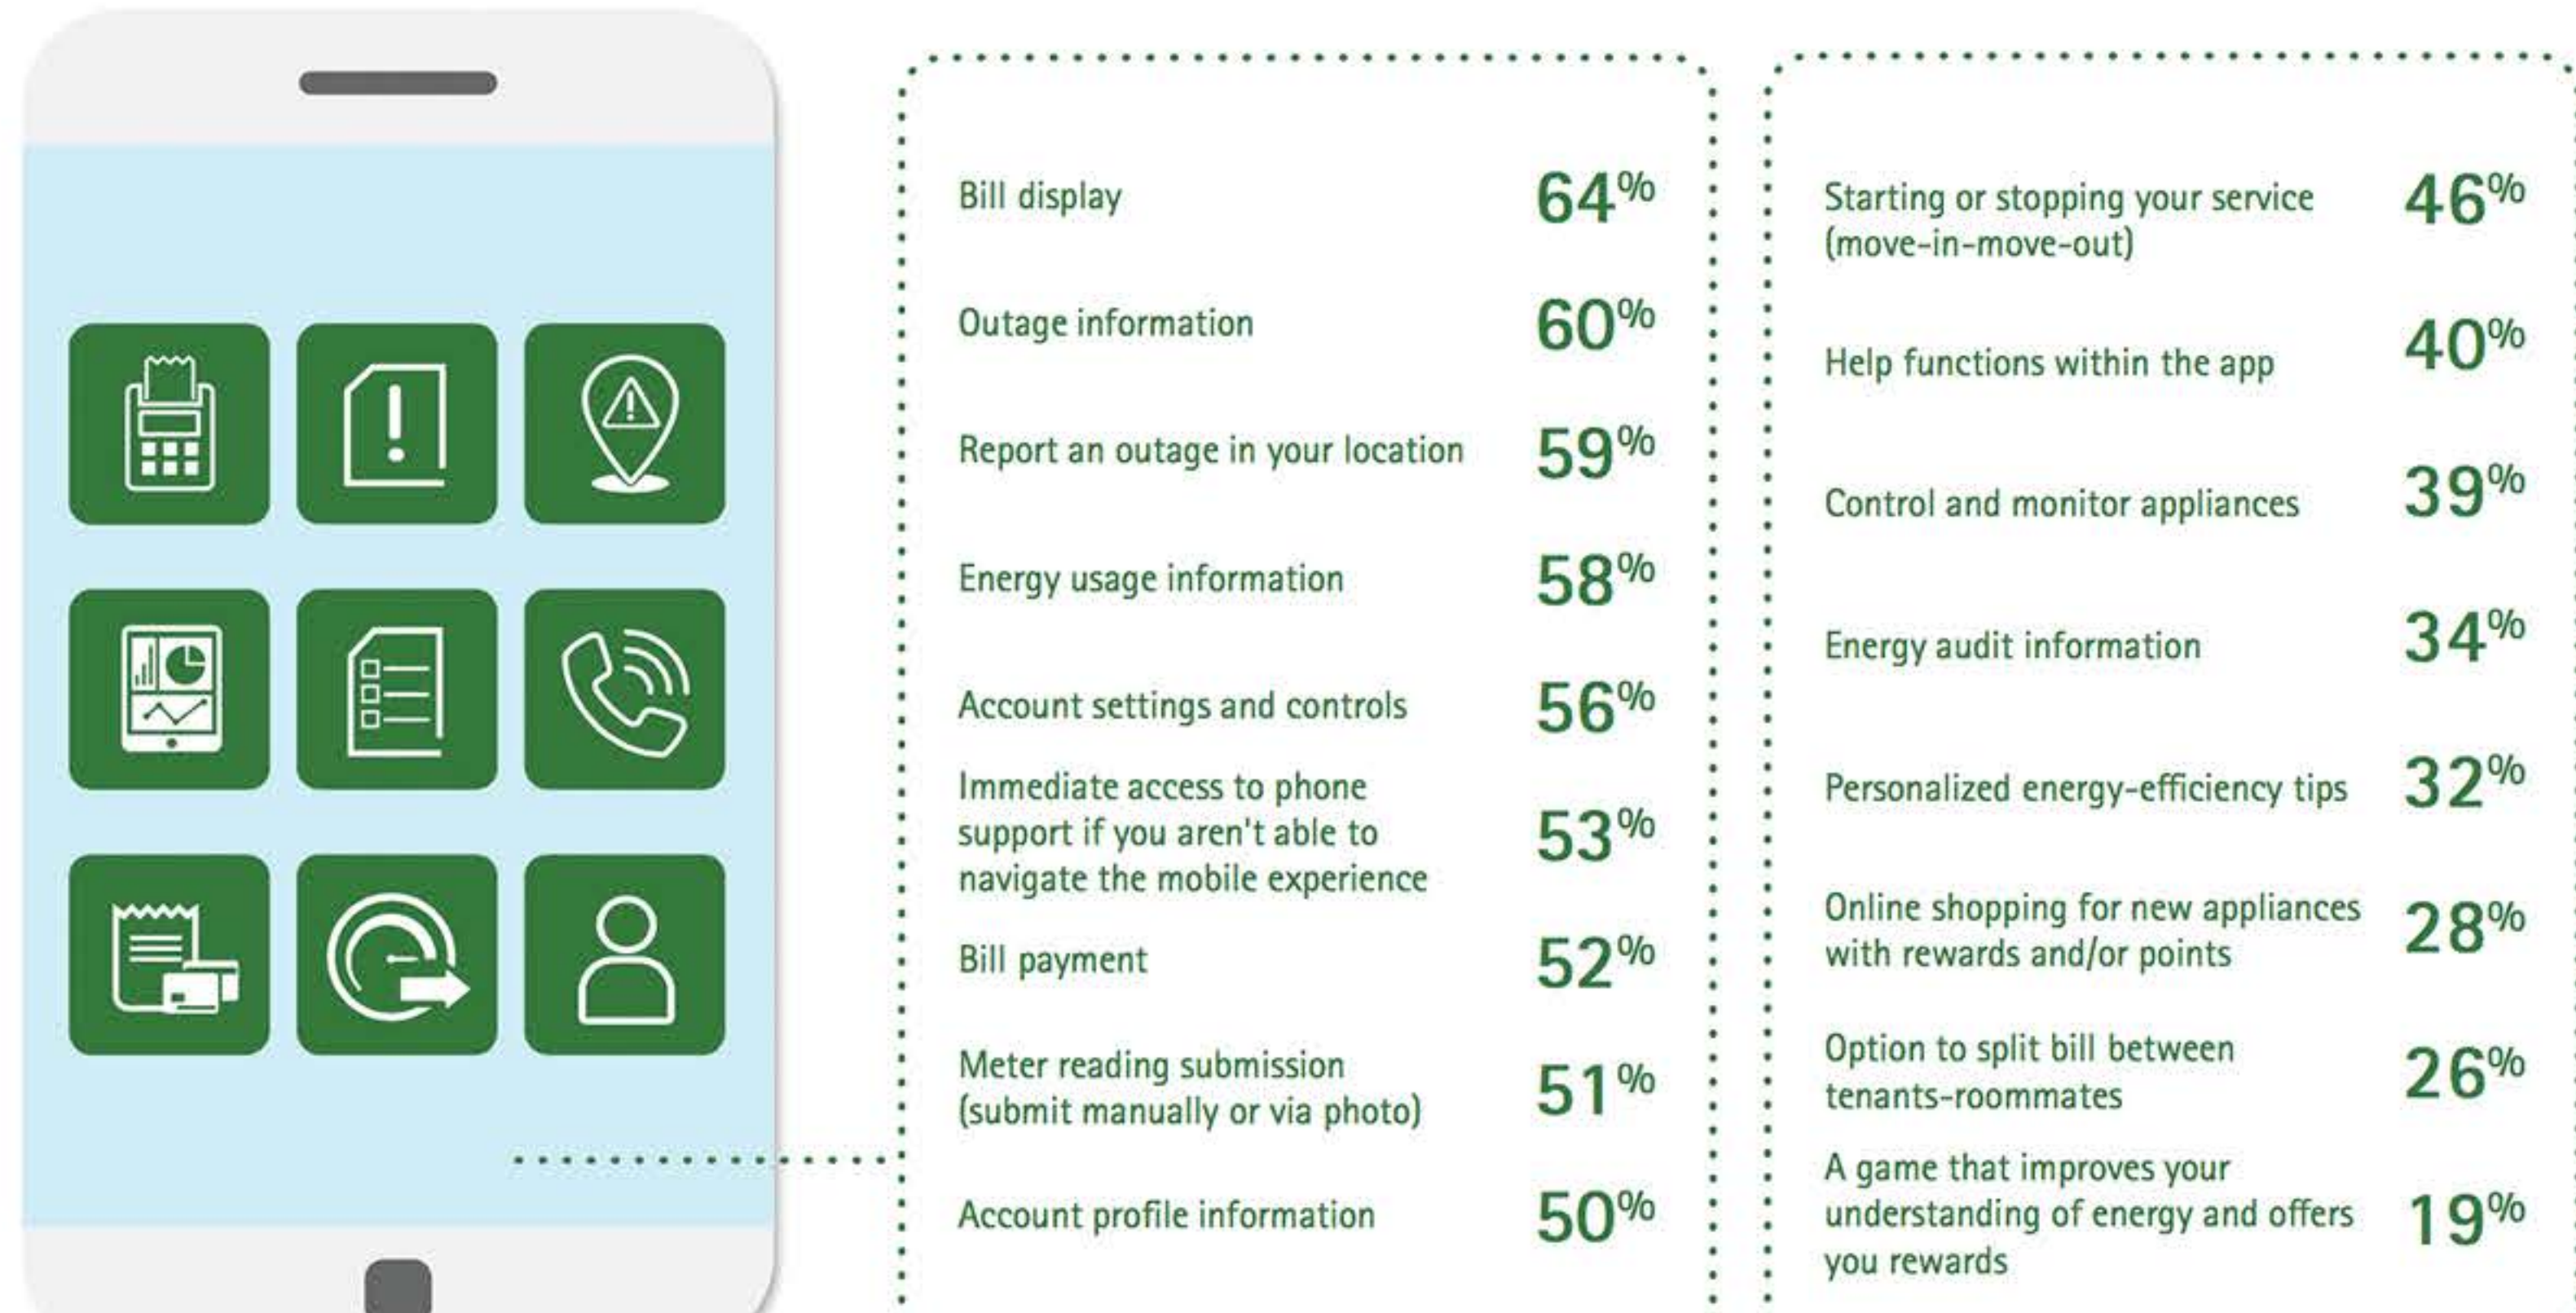 Bill display 64%
Outage information 60%
Report an outage in your location 59%
Energy usage information 58%
Account settings and controls 56%
Immediate access to phone
support if you aren't able to 53%
navigate the mobile experience
Bill payment 52%
Meter reading submission 51%
(submit manually or via photo)
Account profile information 50%
Starting or stopping your service 46%
(move-in-move-out)
Help functions within the app 40%
Control and monitor appliances 39%
Energy audit information 34%
Personalized energy-efficiency tips 32%
Online shopping for new appliances 28%
with rewards and/or points
Option to split bill between 26%
tenants-roommates
A game that improves your
understanding of energy and offers 19%
you rewards